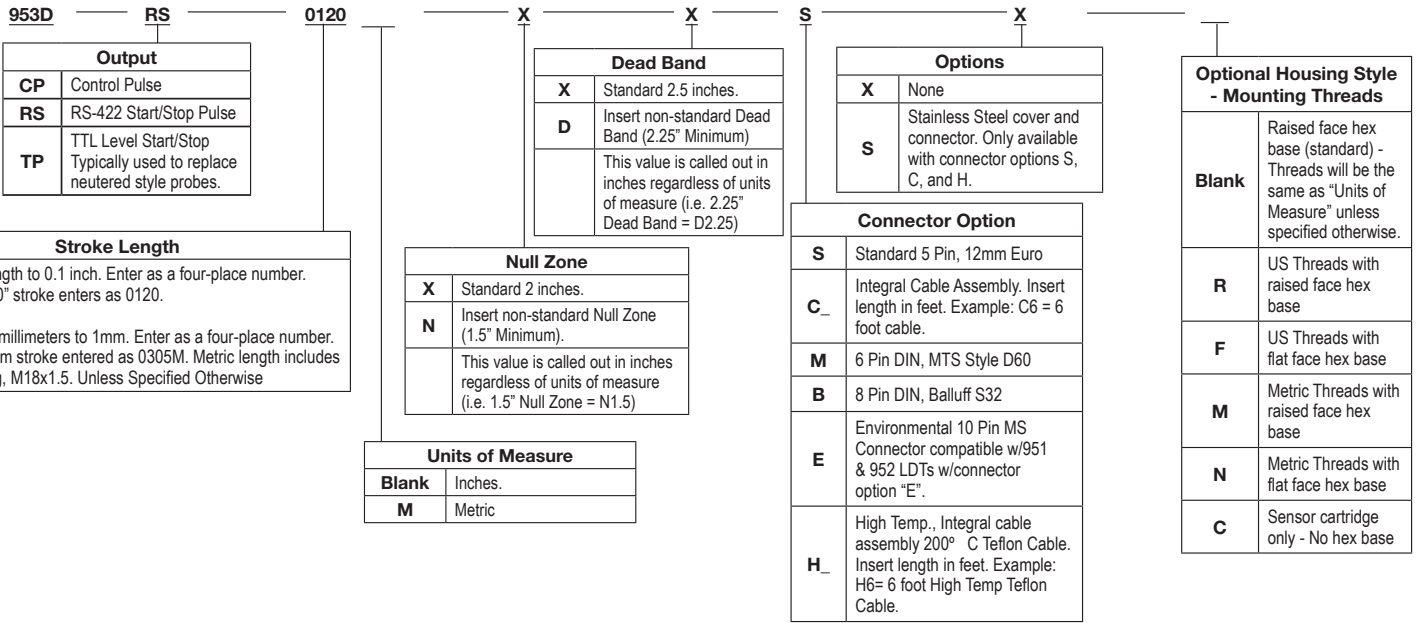 953D RS 0120 X X S X
Output
CP Control Pulse
RS RS-422 Start/Stop Pulse
TP TTL Level Start/Stop
Typically used to replace
neutered style probes.
Stroke Length
to 0.1 inch. Enter as a four-place number.
stroke enters as 0120.
millimeters to 1mm. Enter as a four-place number.
stroke entered as 0305M. Metric length includes
M18x1.5. Unless Specified Otherwise
Units of Measure
Blank Inches.
M Metric
Null Zone
X Standard 2 inches.
N Insert non-standard Null Zone
(1.5” Minimum).
This value is called out in inches
regardless of units of measure
(i.e. 1.5” Null Zone = N1.5)
Dead Band
X Standard 2.5 inches.
D Insert non-standard Dead
Band (2.25” Minimum)
This value is called out in
inches regardless of units
of measure (i.e. 2.25”
Dead Band = D2.25)
Options
X None
S Stainless Steel cover and
connector. Only available
with connector options S,
C, and H.
Connector Option
S Standard 5 Pin, 12mm Euro
C_ Integral Cable Assembly. Insert
length in feet. Example: C6 = 6
foot cable.
M 6 Pin DIN, MTS Style D60
B 8 Pin DIN, Balluff S32
E Environmental 10 Pin MS
Connector compatible w/951
& 952 LDTs w/connector
option “E”.
H_ High Temp., Integral cable
assembly 200º C Teflon Cable.
Insert length in feet. Example:
H6= 6 foot High Temp Teflon
Cable.
Optional Housing Style
- Mounting Threads
Blank Raised face hex
base (standard) -
Threads will be the
same as “Units of
Measure” unless
specified otherwise.
R US Threads with
raised face hex
base
F US Threads with
flat face hex base
M Metric Threads with
raised face hex
base
N Metric Threads with
flat face hex base
C Sensor cartridge
only - No hex base